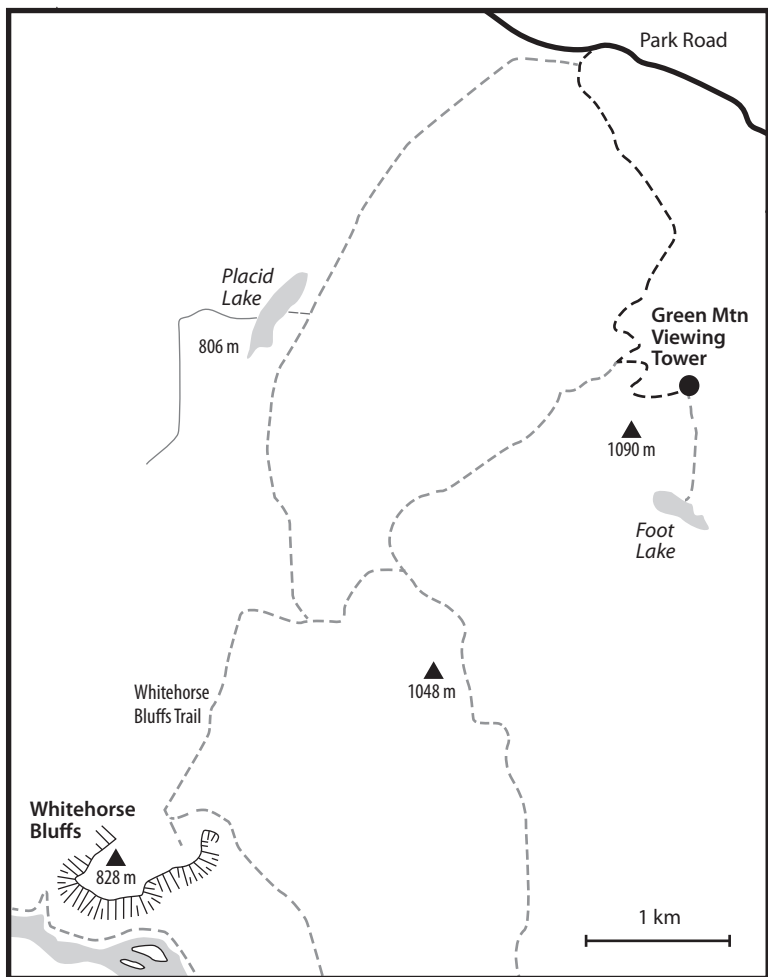 Park Road
Placid
Lake
806 m
Green Mtn
Viewing
Tower
1090 m
Foot
Lake
1048 m
Whitehorse
Bluffs Trail
Whitehorse
Bluffs
828 m
1 km